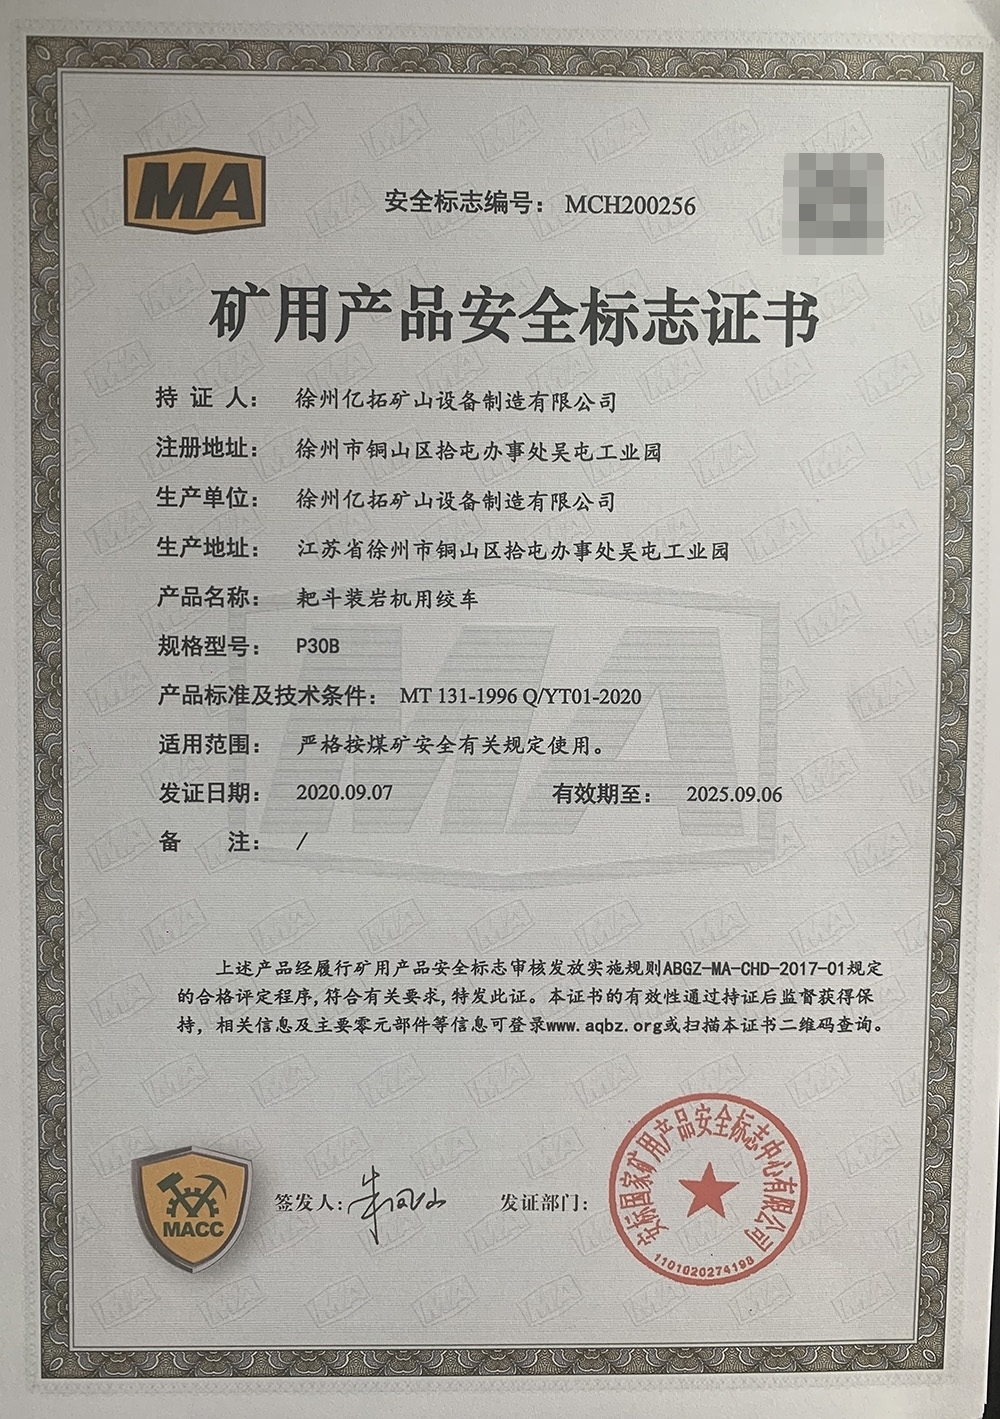 MA
安全标志编号： MCH200256
矿用产品安全标志证书
持 证 人： 徐州亿拓矿山设备制造有限公司
注册地址： 徐州市铜山区拾屯办事处吴屯工业园
生产单位： 徐州亿拓矿山设备制造有限公司
生产地址： 江苏省徐州市铜山区拾屯办事处吴屯工业园
产品名称： 耙斗装岩机用绞车
规格型号： P30B
产品标准及技术条件： MT 131-1996 Q/YT01-2020
适用范围： 严格按煤矿安全有关规定使用。
发证日期： 2020.09.07 有效期至： 2025.09.06
备 注： /
上述产品经履行矿用产品安全标志审核发放实施规则ABGZ-MA-CHD-2017-01规定
的合格评定程序,符合有关要求,特发此证。本证书的有效性通过持证后监督获得保
持，相关信息及主要零元部件等信息可登录www.aqbz.org或扫描本证书二维码查询。
MACC
签发人:
发证部门:
安标国家矿用产品安全标志中心有限公司
1101020274198